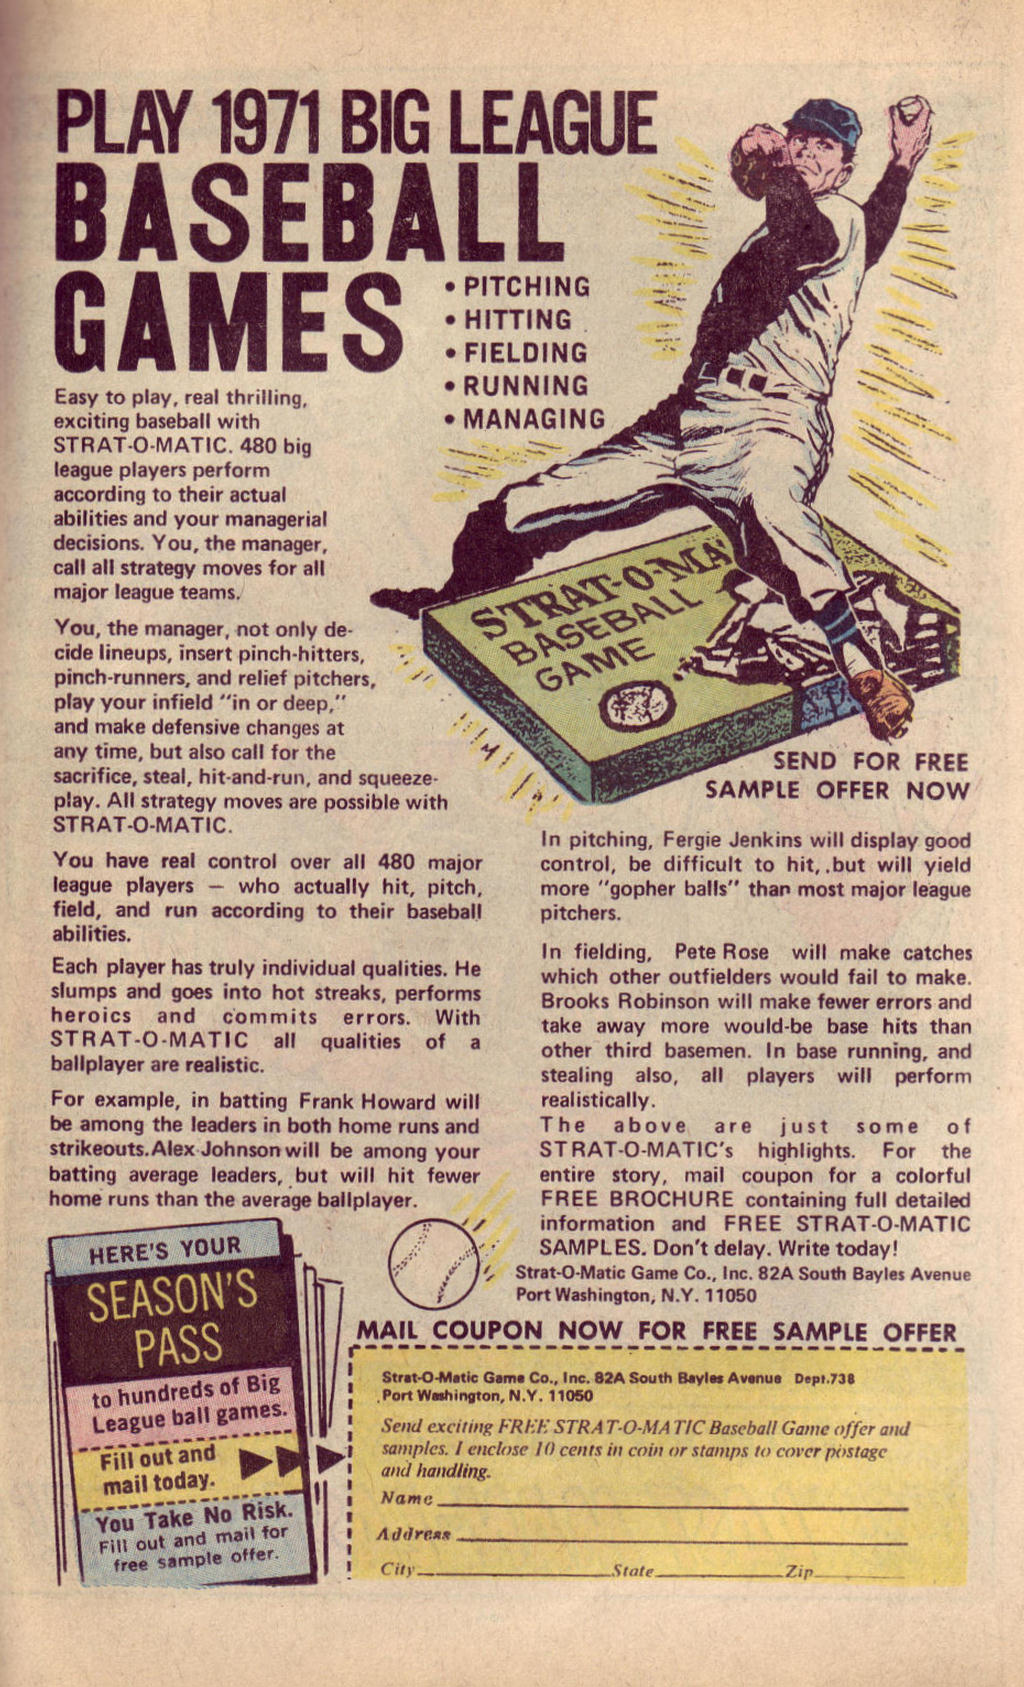 PLAY 1971 BIG LEAGUE
BASEBALL
GAMES
• PITCHING
• HITTING
• FIELDING
• RUNNING
• MANAGING
Easy to play, real thrilling,
exciting baseball with
STRAT-O-MATIC. 480 big
league players perform
according to their actual
abilities and your managerial
decisions. You, the manager,
call all strategy moves for all
major league teams.
You, the manager, not only de-
cide lineups, insert pinch-hitters,
pinch-runners, and relief pitchers,
play your infield "in or deep,"
and make defensive changes at
any time, but also call for the
sacrifice, steal, hit-and-run, and squeeze-
play. All strategy moves are possible with
STRAT-O-MATIC.
You have real control over all 480 major
league players — who actually hit, pitch,
field, and run according to their baseball
abilities.
Each player has truly individual qualities. He
slumps and goes into hot streaks, performs
heroics and commits errors. With
STRAT-O-MATIC all qualities of a
ballplayer are realistic.
For example, in batting Frank Howard will
be among the leaders in both home runs and
strikeouts. Alex Johnson will be among your
batting average leaders, but will hit fewer
home runs than the average ballplayer.
STRAT-O-MA
BASEBALL
GAME
SEND FOR FREE
SAMPLE OFFER NOW
In pitching, Fergie Jenkins will display good
control, be difficult to hit, .but will yield
more "gopher balls" than most major league
pitchers.
In fielding, Pete Rose will make catches
which other outfielders would fail to make.
Brooks Robinson will make fewer errors and
take away more would-be base hits than
other third basemen. In base running, and
stealing also, all players will perform
realistically.
The above are just some of
STRAT-O-MATIC's highlights. For the
entire story, mail coupon for a colorful
FREE BROCHURE containing full detailed
information and FREE STRAT-O-MATIC
SAMPLES. Don't delay. Write today!
Strat-O-Matic Game Co., Inc. 82A South Bayles Avenue
Port Washington, N.Y. 11050
HERE'S YOUR
SEASON'S
PASS
to hundreds of Big
League ball games.
Fill out and
mail today.
You Take No Risk.
Fill out and mail for
free sample offer.
MAIL COUPON NOW FOR FREE SAMPLE OFFER
Strat-O-Matic Game Co., Inc. 82A South Bayles Avenue Dept.738
Port Washington, N.Y. 11050
Send exciting FREE STRAT-O-MATIC Baseball Game offer and
samples. I enclose 10 cents in coin or stamps to cover postage
and handling.
Name
Address
City State Zip